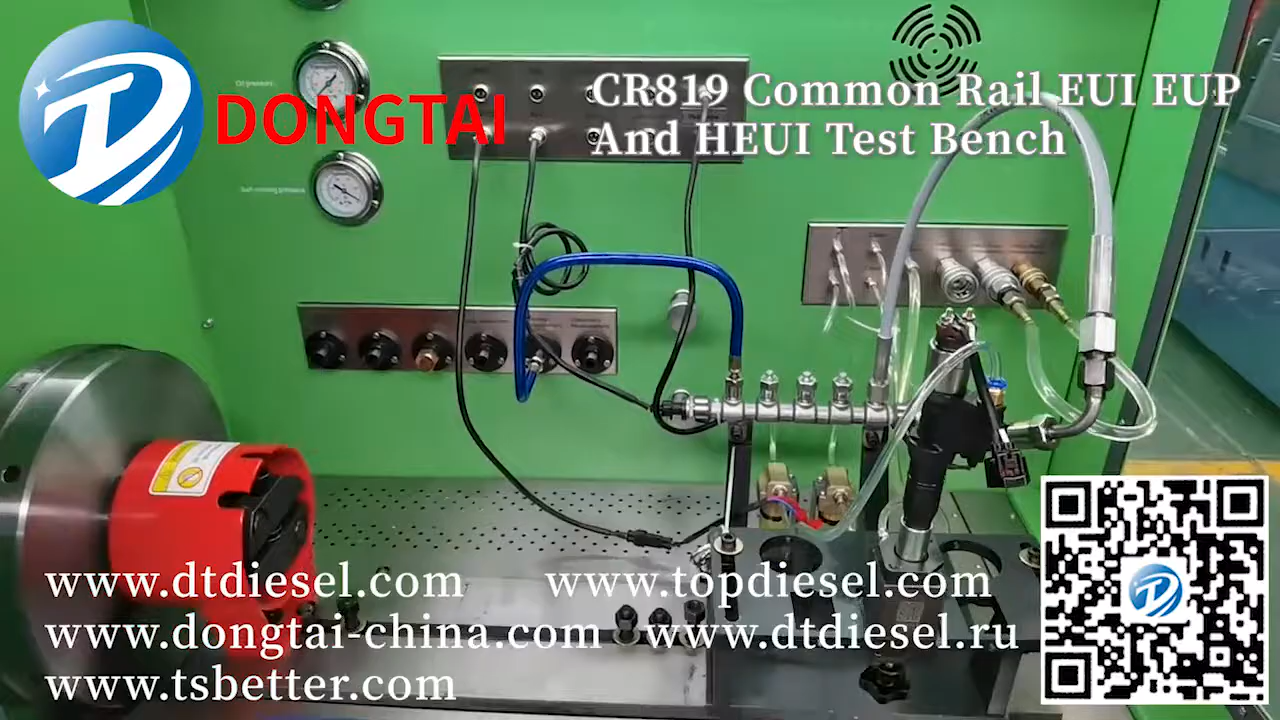 DONGTAI
CR819 Common Rail EUI EUP
And HEUI Test Bench
www.dtdiesel.com www.topdiesel.com
www.dongtai-china.com www.dtdiesel.ru
www.tsbetter.com